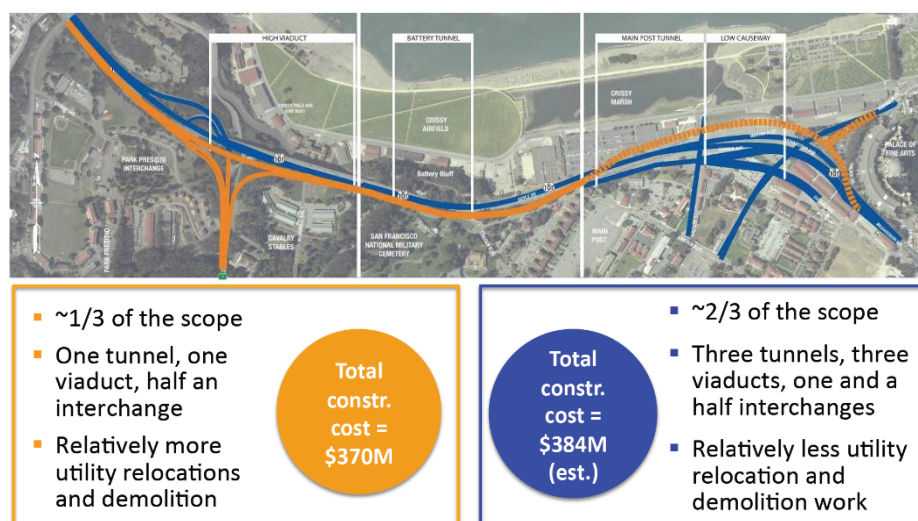 HIGH VIADUCT
BATTERY TUNNEL
MAIN POST TUNNEL
LOW CAUSEWAY
CRISSY
MARSH
CRISSY
AIRFIELD
PALACE OF
FINE ARTS
PARK PRESIDIO
INTERCHANGE
Battery Bluff
CAVALRY
STABLES
SAN FRANCISCO
NATIONAL MILITARY
CEMETERY
MAIN
POST
PARK PRESIDIO
~1/3 of the scope
One tunnel, one
viaduct, half an
interchange
Relatively more
utility relocations
and demolition
Total
constr.
cost =
$370M
Total
constr.
cost =
$384M
(est.)
~2/3 of the scope
Three tunnels, three
viaducts, one and a
half interchanges
Relatively less utility
relocation and
demolition work